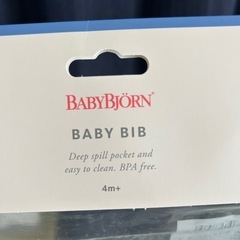 BABYBJÖRN
BABY BIB
Deep spill pocket and
easy to clean. BPA free.
4m+